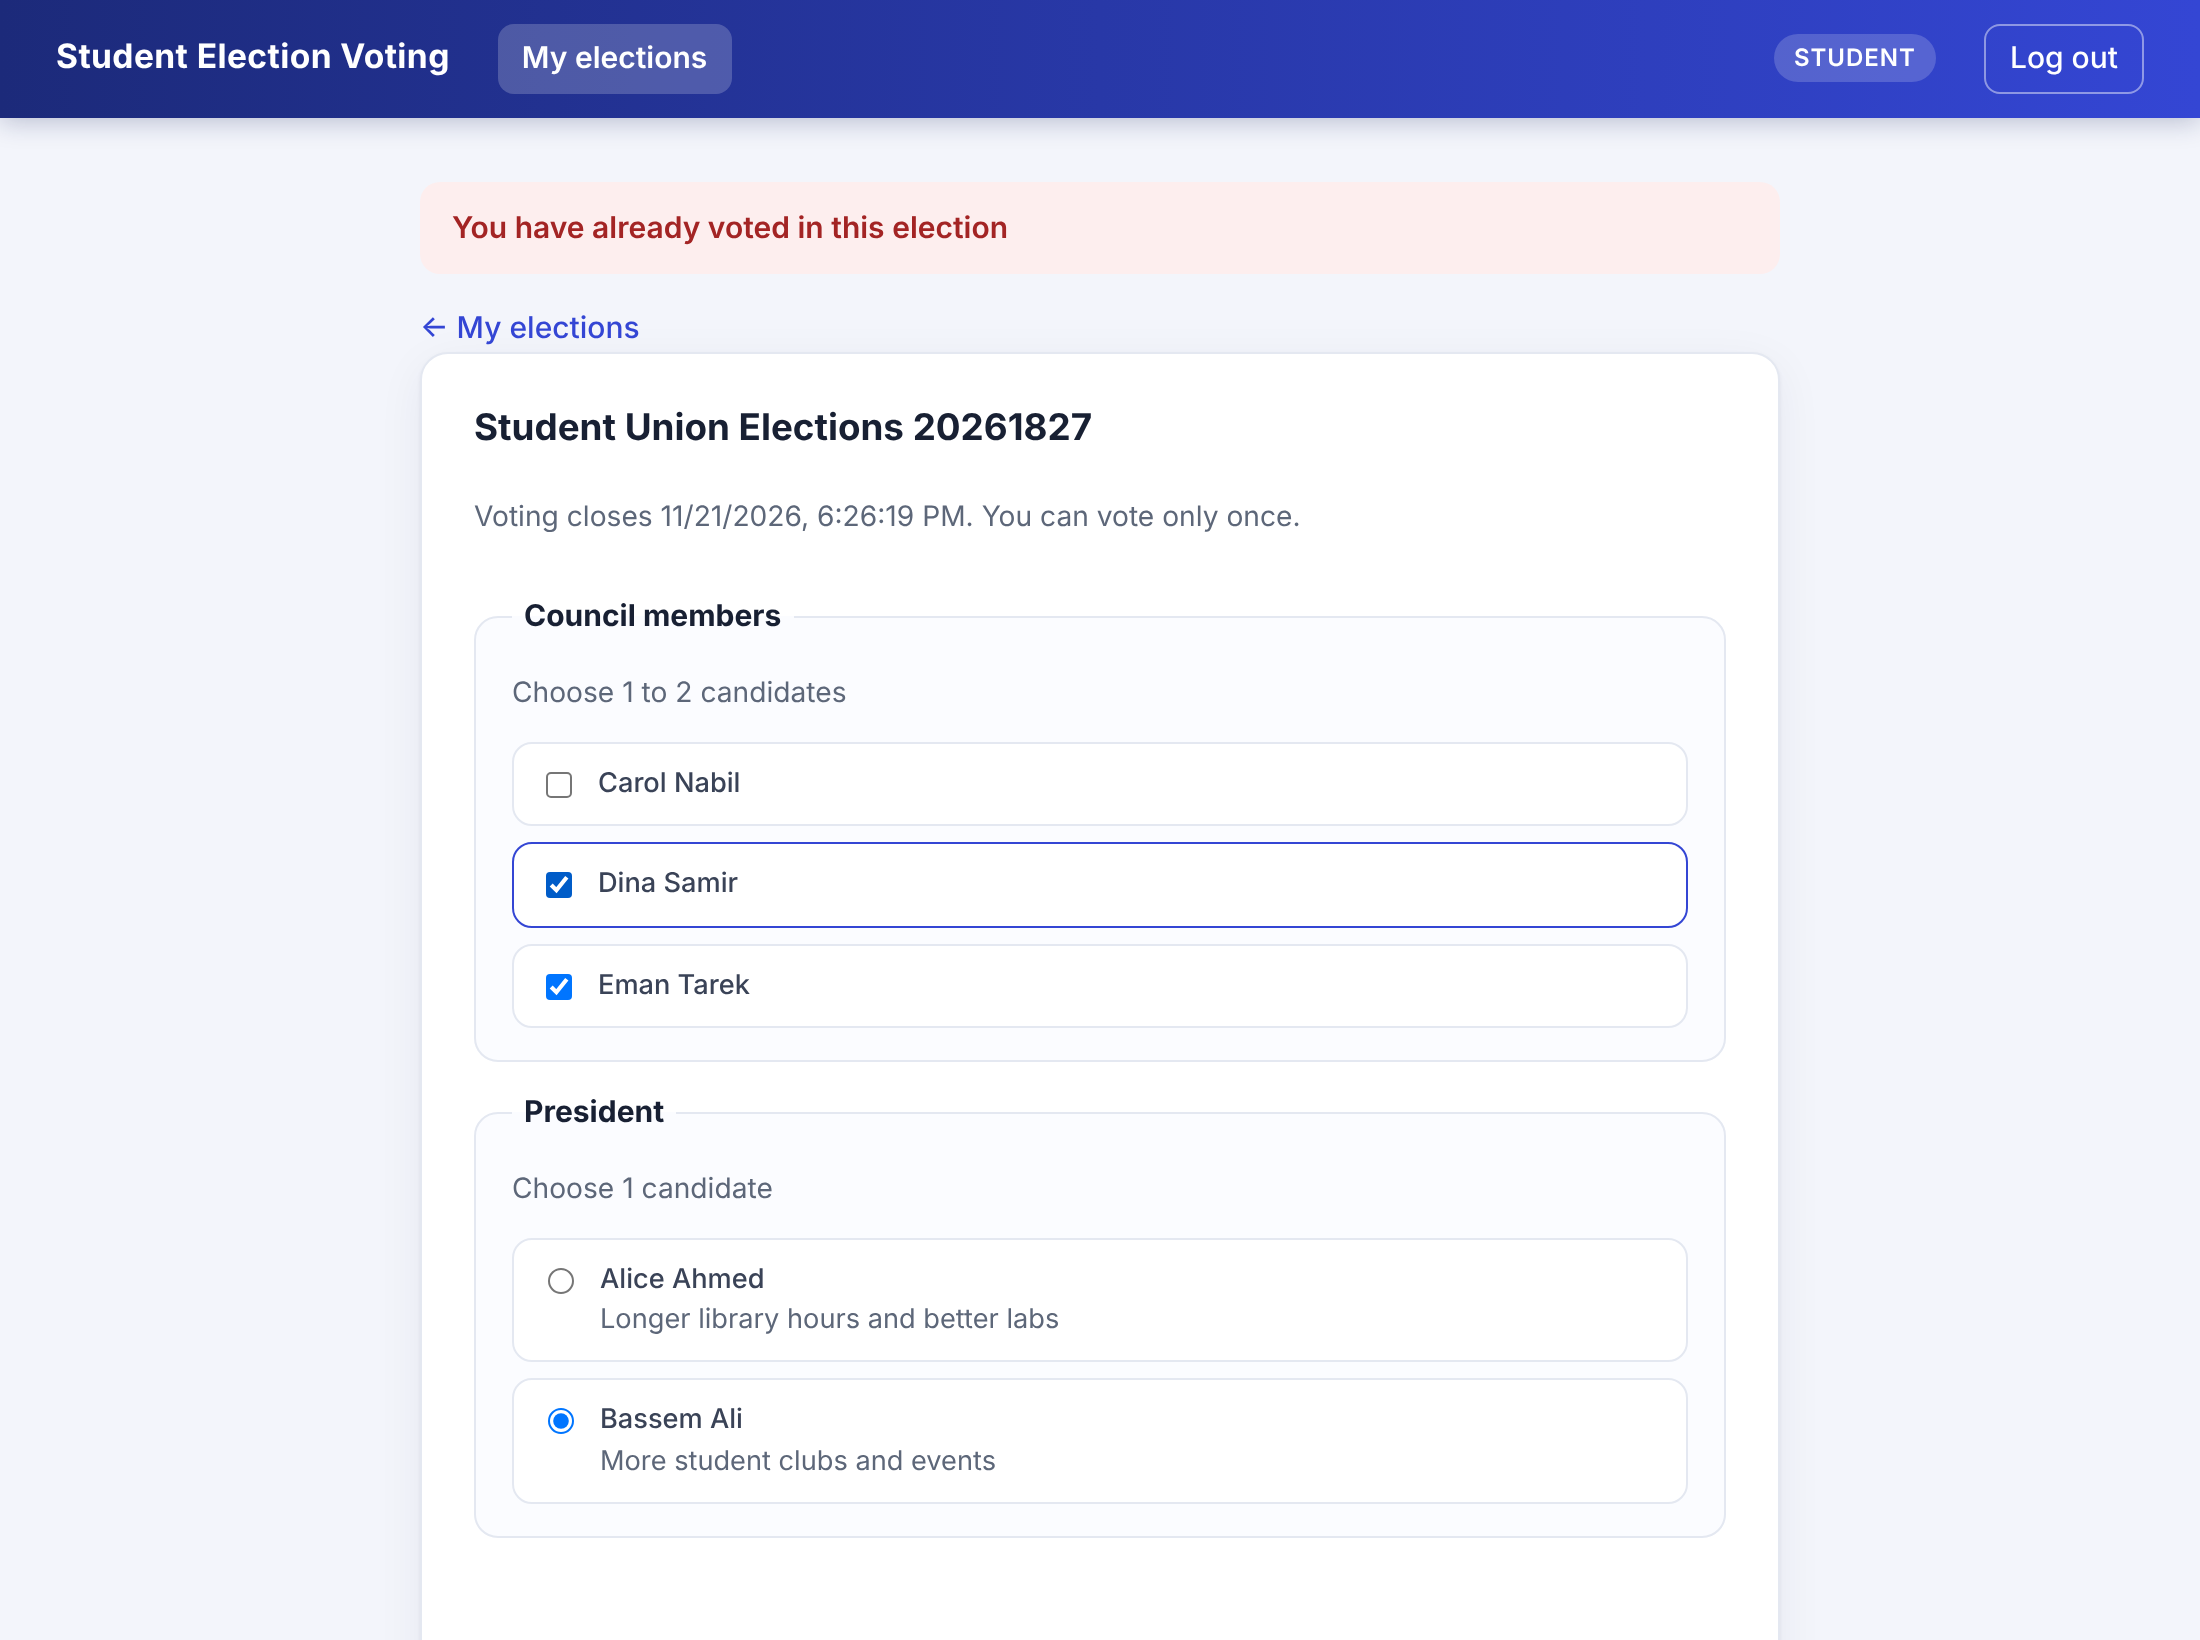 Student Election Voting
My elections
STUDENT
Log out
You have already voted in this election
← My elections
Student Union Elections 20261827
Voting closes 11/21/2026, 6:26:19 PM. You can vote only once.
Council members
Choose 1 to 2 candidates
Carol Nabil
Dina Samir
Eman Tarek
President
Choose 1 candidate
Alice Ahmed
Longer library hours and better labs
Bassem Ali
More student clubs and events